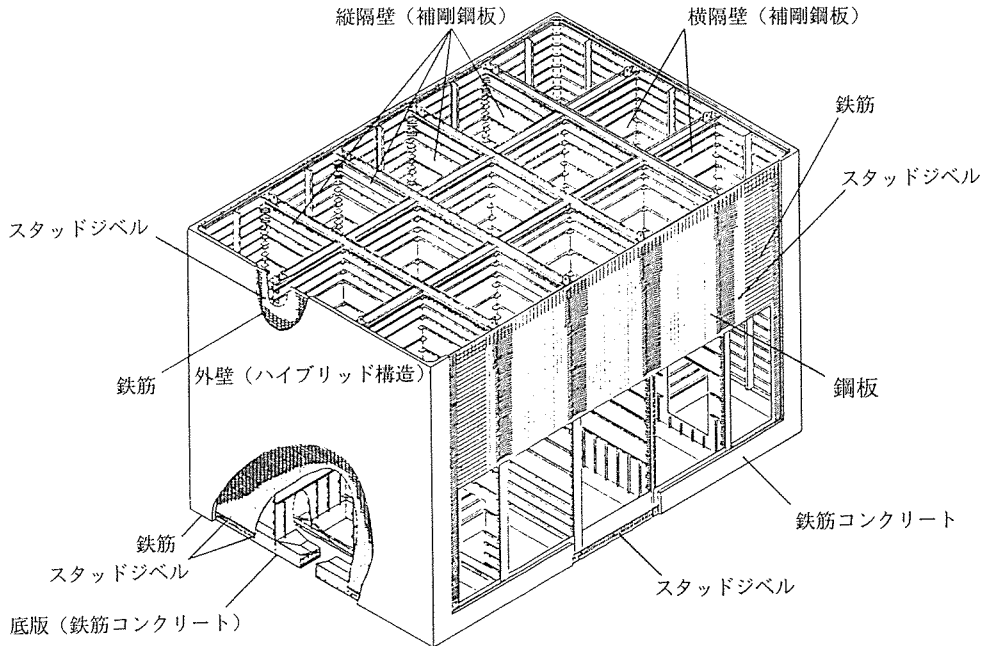 縦隔壁（補剛鋼板）
横隔壁（補剛鋼板）
鉄筋
スタッドジベル
スタッドジベル
鉄筋
外壁（ハイブリッド構造）
鋼板
鉄筋コンクリート
鉄筋
スタッドジベル
スタッドジベル
底版（鉄筋コンクリート）